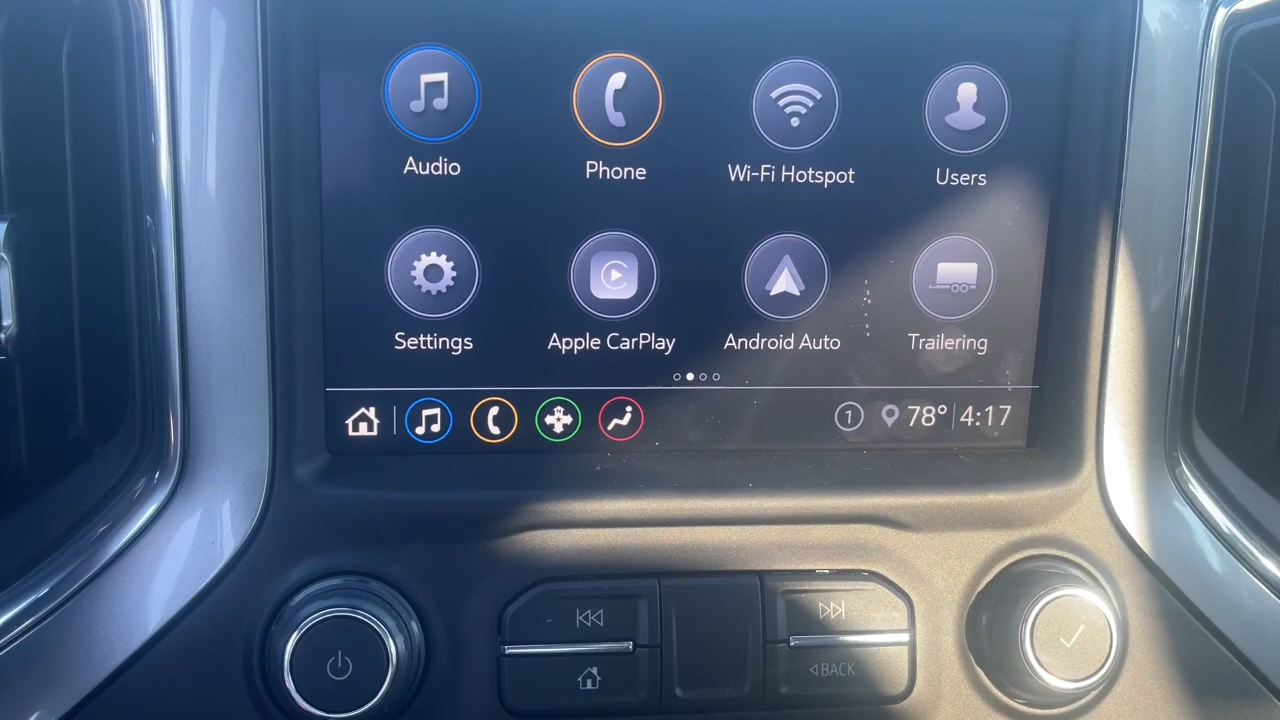 Audio Phone Wi-Fi Hotspot Users
Settings Apple CarPlay Android Auto Trailering
N 1 78° 4:17
BACK